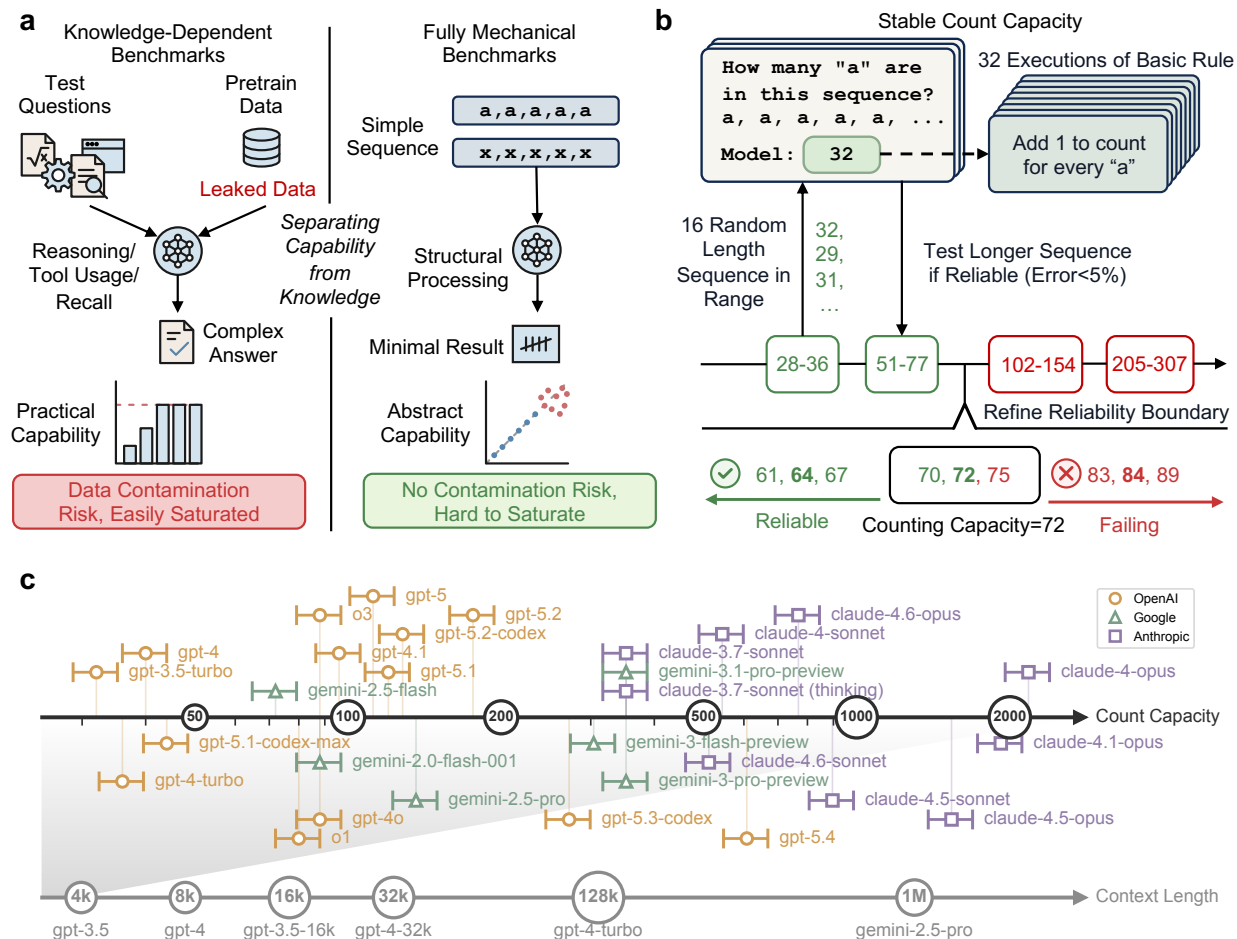 a
Knowledge-Dependent
Benchmarks
Test
Questions
Pretrain
Data
√x
Leaked Data
Reasoning/
Tool Usage/
Recall
Complex
Answer
Practical
Capability
Data Contamination
Risk, Easily Saturated
Separating
Capability
from
Knowledge
Fully Mechanical
Benchmarks
Simple
Sequence
a,a,a,a,a
x,x,x,x,x
Structural
Processing
Minimal Result
Abstract
Capability
No Contamination Risk,
Hard to Saturate
b
Stable Count Capacity
How many "a" are
in this sequence?
a, a, a, a, a, ...
Model: 32
32 Executions of Basic Rule
Add 1 to count
for every “a”
16 Random
Length
Sequence in
Range
32,
29,
31,
...
Test Longer Sequence
if Reliable (Error<5%)
28-36
51-77
102-154
205-307
Refine Reliability Boundary
61, 64, 67
70, 72, 75
83, 84, 89
Reliable
Counting Capacity=72
Failing
c
OpenAI
Google
Anthropic
gpt-5
o3
gpt-5.2
claude-4.6-opus
gpt-5.2-codex
claude-4-sonnet
gpt-4
gpt-4.1
claude-3.7-sonnet
gpt-3.5-turbo
gpt-5.1
gemini-3.1-pro-preview
claude-4-opus
gemini-2.5-flash
claude-3.7-sonnet (thinking)
50
100
200
500
1000
2000
Count Capacity
gpt-5.1-codex-max
gemini-3-flash-preview
claude-4.1-opus
gemini-2.0-flash-001
claude-4.6-sonnet
gpt-4-turbo
gemini-3-pro-preview
gemini-2.5-pro
claude-4.5-sonnet
gpt-4o
gpt-5.3-codex
claude-4.5-opus
o1
gpt-5.4
4k
8k
16k
32k
128k
1M
Context Length
gpt-3.5
gpt-4
gpt-3.5-16k
gpt-4-32k
gpt-4-turbo
gemini-2.5-pro